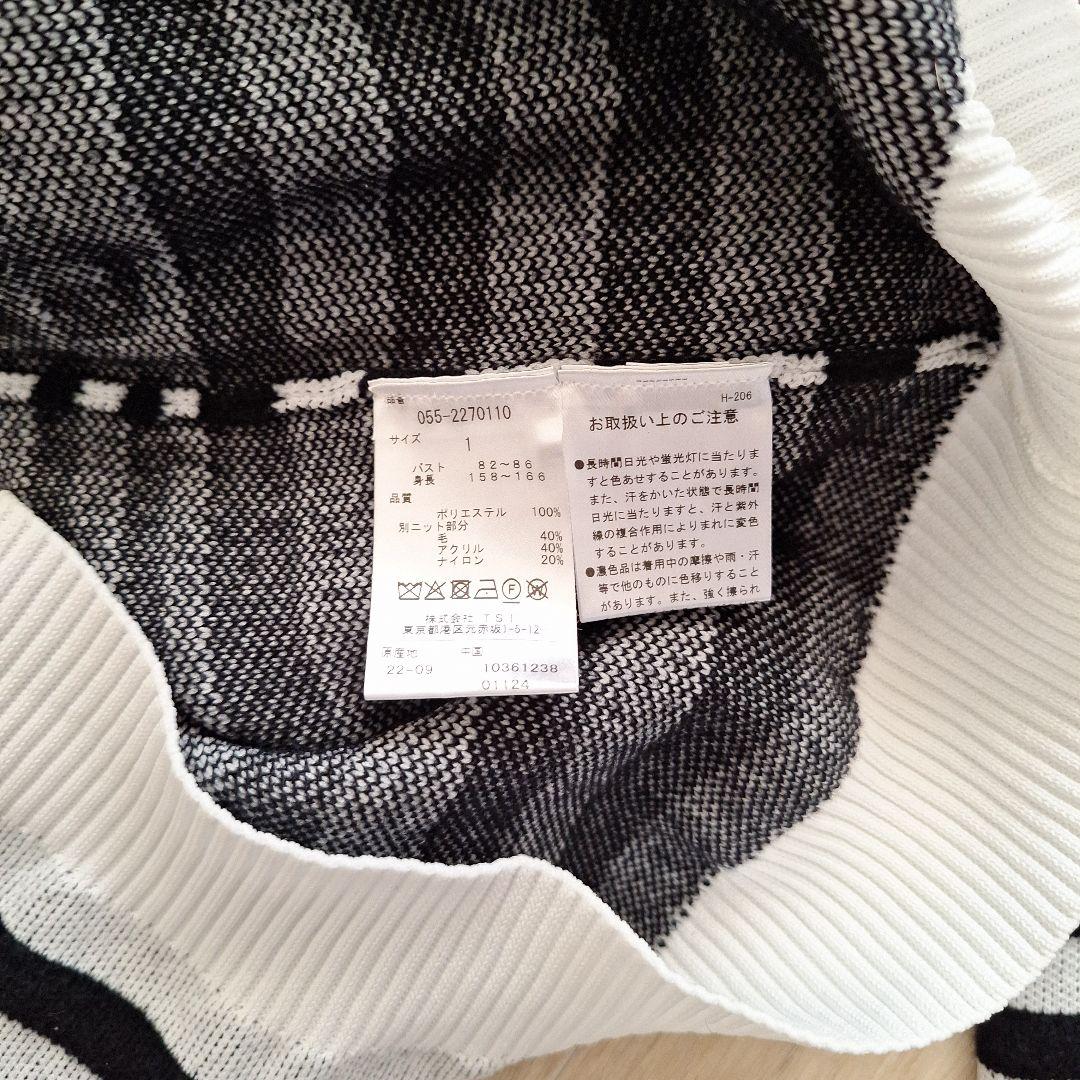 品番
055-2270110
サイズ
1
バスト 82～86
身長 158～166
品質
ポリエステル 100%
別ニット部分
毛 40%
アクリル 40%
ナイロン 20%
株式会社 TSI
東京都港区元赤坂1-5-12
原産地 中国
22-09 10361238
01124
H-206
お取扱い上のご注意
●長時間日光や蛍光灯に当たりま
すと色あせすることがあります。
また、汗をかいた状態で長時間
日光に当たりますと、汗と紫外
線の複合作用によりまれに変色
することがあります。
●濃色品は着用中の摩擦や雨・汗
等で他のものに色移りすること
があります。また、強く擦られ